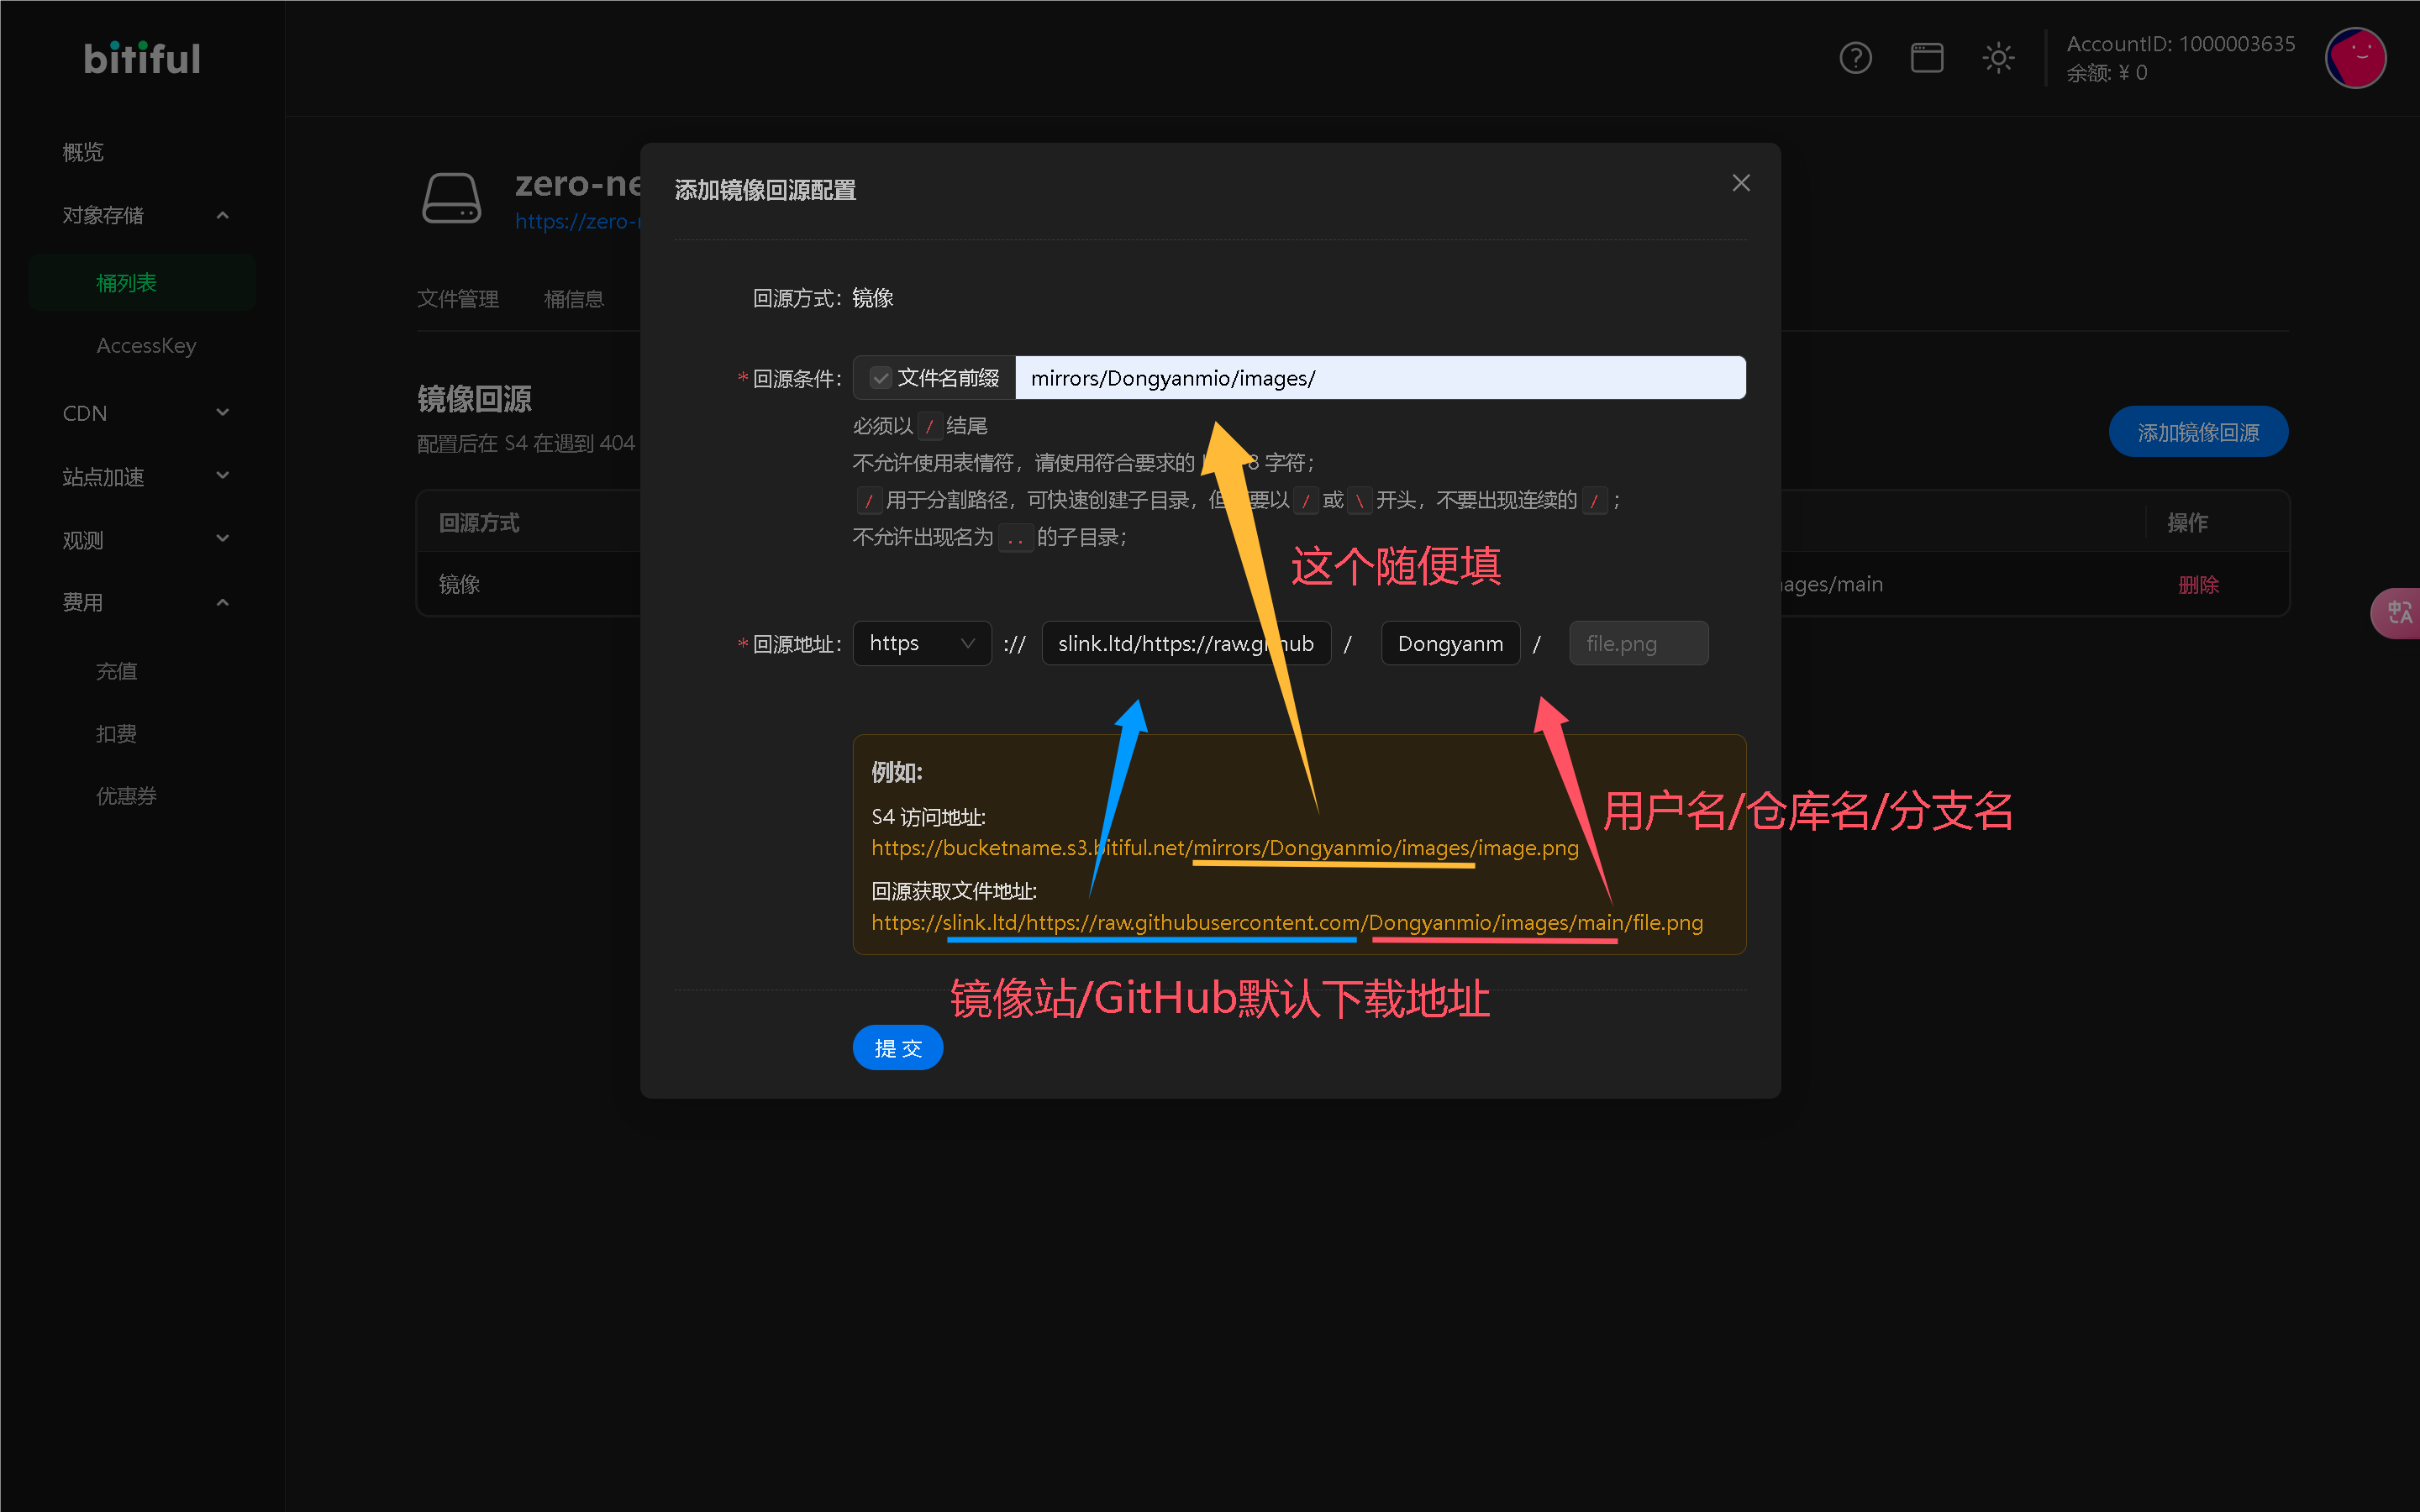 bitiful
AccountID: 1000003635
余额: ¥ 0
概览
对象存储
桶列表
AccessKey
CDN
站点加速
观测
费用
充值
扣费
优惠券
zero-ne
https://zero-
文件管理 桶信息
镜像回源
配置后在 S4 在遇到 404
添加镜像回源
回源方式
操作
镜像
ages/main
删除
添加镜像回源配置
回源方式: 镜像
* 回源条件: 文件名前缀 mirrors/Dongyanmio/images/
必须以 / 结尾
不允许使用表情符，请使用符合要求的 8 字符；
/ 用于分割路径，可快速创建子目录，但 要以 / 或 \ 开头，不要出现连续的 / ；
不允许出现名为 .. 的子目录；
这个随便填
* 回源地址: https :// slink.ltd/https://raw.github / Dongyanm / file.png
例如:
S4 访问地址:
https://bucketname.s3.bitiful.net/mirrors/Dongyanmio/images/image.png
用户名/仓库名/分支名
回源获取文件地址:
https://slink.ltd/https://raw.githubusercontent.com/Dongyanmio/images/main/file.png
镜像站/GitHub默认下载地址
提 交
中A